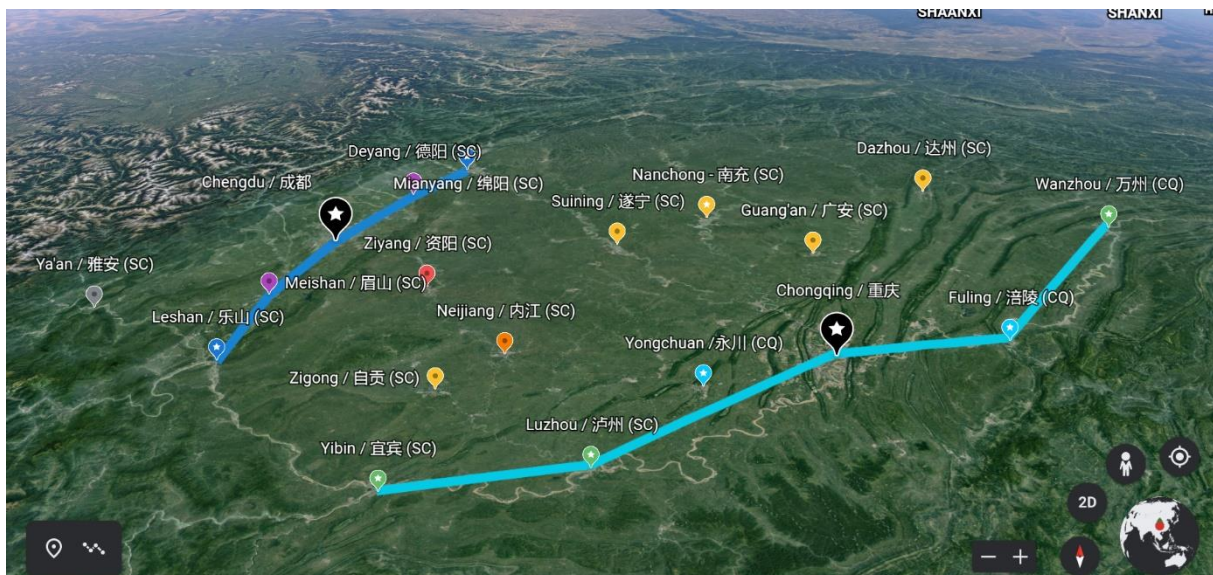 SHAANXI
SHANXI
Deyang / 德阳 (SC)
Dazhou / 达州 (SC)
Chengdu / 成都
Mianyang / 绵阳 (SC)
Nanchong - 南充 (SC)
Wanzhou / 万州 (CQ)
Suining / 遂宁 (SC)
Guang'an / 广安 (SC)
Ziyang / 资阳 (SC)
Ya'an / 雅安 (SC)
Meishan / 眉山 (SC)
Chongqing / 重庆
Fuling / 涪陵 (CQ)
Leshan / 乐山 (SC)
Neijiang / 内江 (SC)
Yongchuan /永川 (CQ)
Zigong / 自贡 (SC)
Luzhou / 泸州 (SC)
Yibin / 宜宾 (SC)
2D